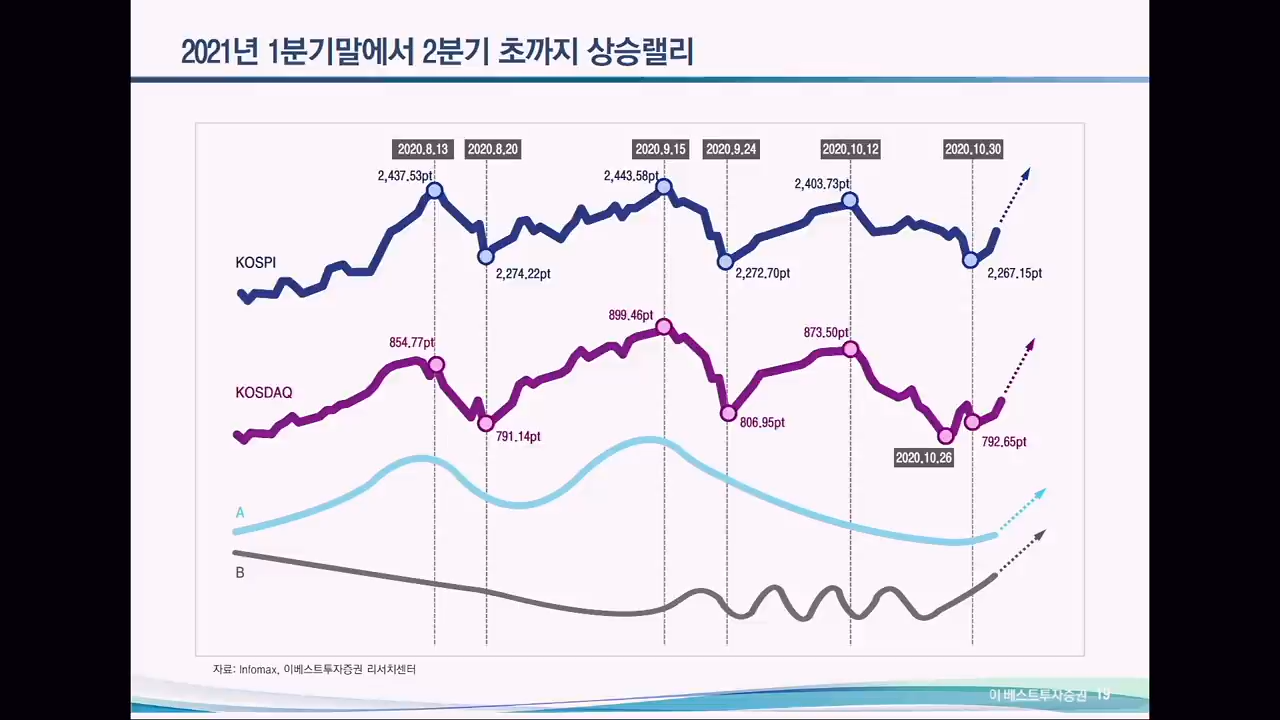 2021년 1분기말에서 2분기 초까지 상승랠리
2020.8.13
2020.8.20
2020.9.15
2020.9.24
2020.10.12
2020.10.30
2,437.53pt
2,443.58pt
2,403.73pt
KOSPI
2,274.22pt
2,272.70pt
2,267.15pt
899.46pt
854.77pt
873.50pt
KOSDAQ
791.14pt
806.95pt
792.65pt
2020.10.26
A
B
자료: Infomax, 이베스트투자증권 리서치센터
이베스트투자증권 19